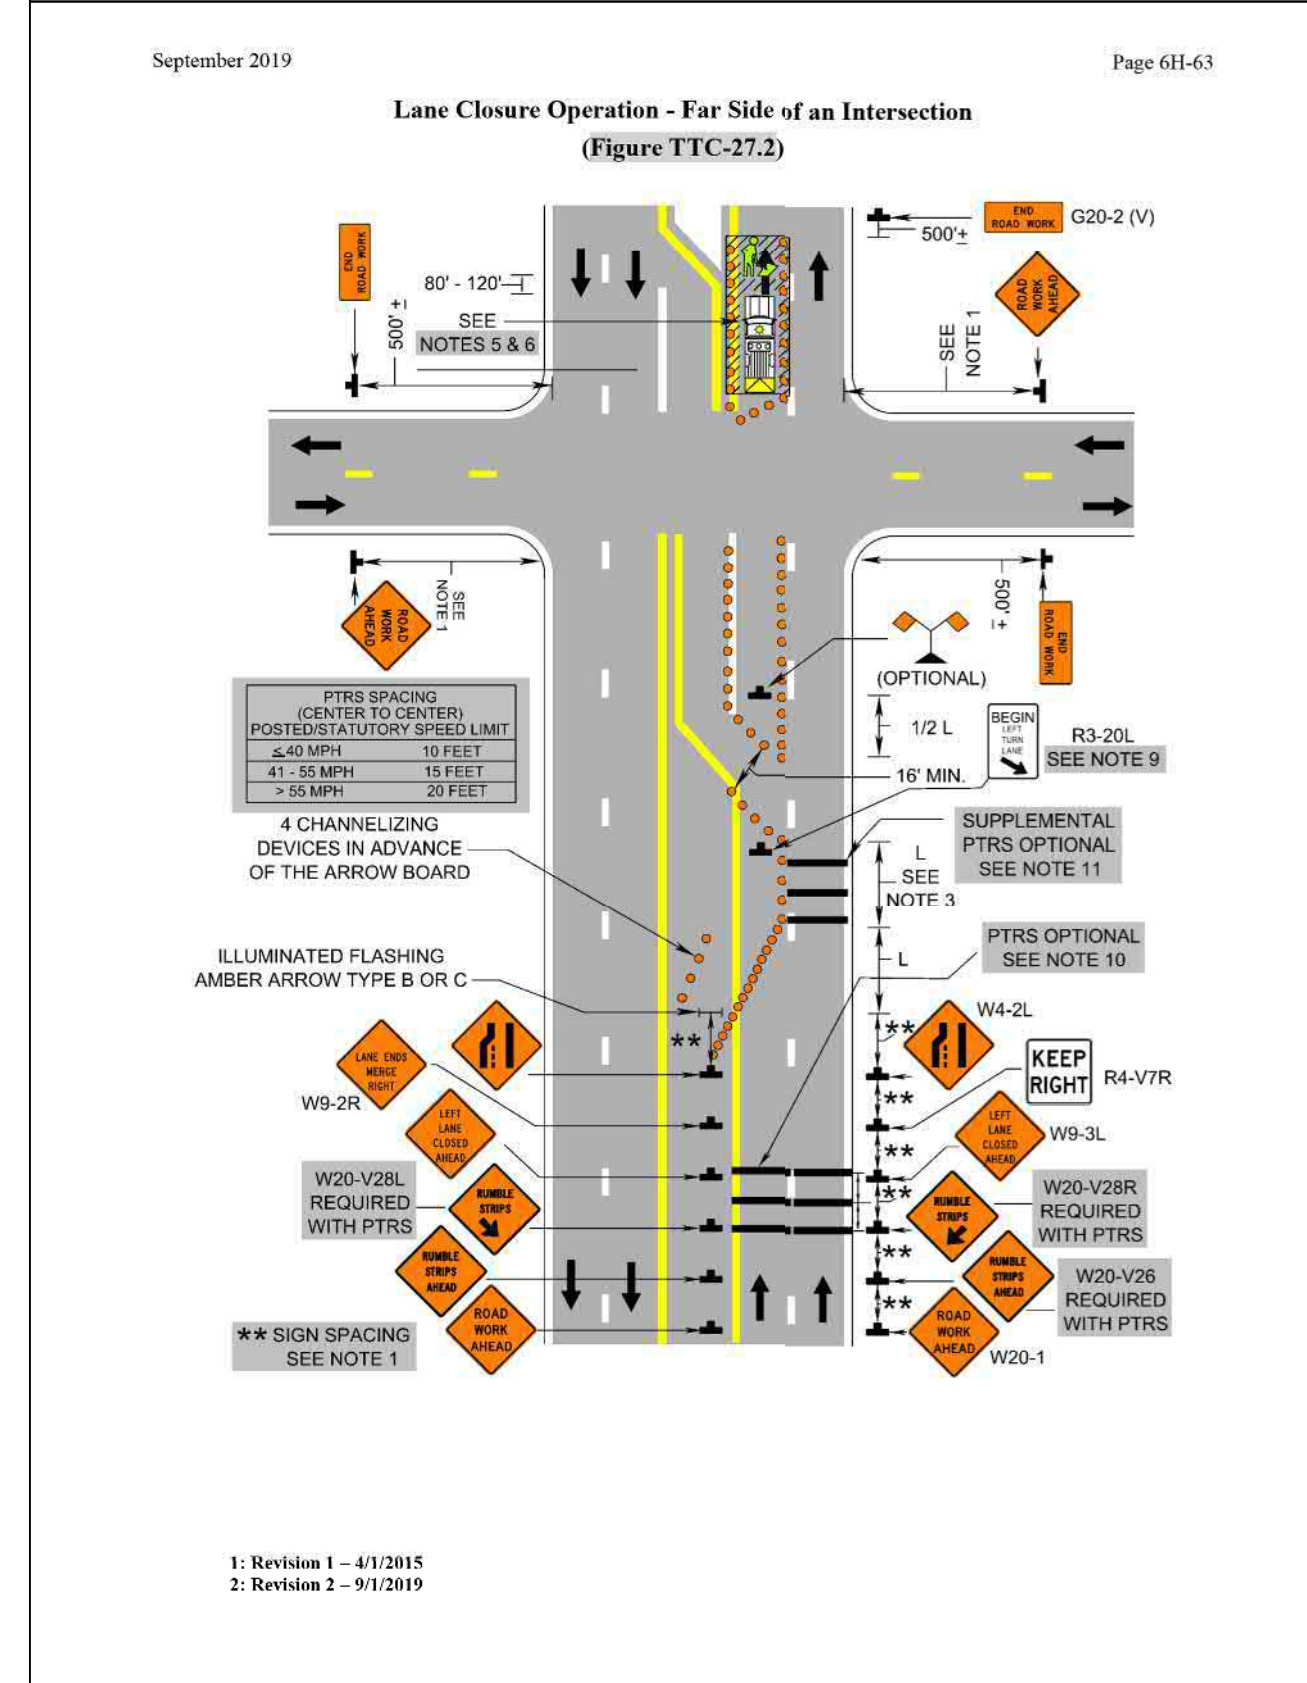 September 2019
Page 6H-63
Lane Closure Operation - Far Side of an Intersection
(Figure TTC-27.2)
END
ROAD WORK
G20-2 (V)
500'±
END
ROAD WORK
80' - 120'
500' ±
SEE
NOTES 5 & 6
ROAD
WORK
AHEAD
SEE
NOTE 1
SEE
NOTE 1
ROAD
WORK
AHEAD
500' ±
END
ROAD WORK
(OPTIONAL)
PTRS SPACING
(CENTER TO CENTER)
POSTED/STATUTORY SPEED LIMIT
≤40 MPH 10 FEET
41 - 55 MPH 15 FEET
> 55 MPH 20 FEET
1/2 L
BEGIN
LEFT
TURN
LANE
R3-20L
SEE NOTE 9
16' MIN.
4 CHANNELIZING
DEVICES IN ADVANCE
OF THE ARROW BOARD
L
SEE
NOTE 3
SUPPLEMENTAL
PTRS OPTIONAL
SEE NOTE 11
PTRS OPTIONAL
SEE NOTE 10
L
ILLUMINATED FLASHING
AMBER ARROW TYPE B OR C
**
**
W4-2L
LANE ENDS
MERGE
RIGHT
W9-2R
KEEP
RIGHT
R4-V7R
**
LEFT
LANE
CLOSED
AHEAD
LEFT
LANE
CLOSED
AHEAD
W9-3L
**
W20-V28L
REQUIRED
WITH PTRS
RUMBLE
STRIPS
**
RUMBLE
STRIPS
W20-V28R
REQUIRED
WITH PTRS
**
RUMBLE
STRIPS
AHEAD
RUMBLE
STRIPS
AHEAD
W20-V26
REQUIRED
WITH PTRS
**
** SIGN SPACING
SEE NOTE 1
ROAD
WORK
AHEAD
ROAD
WORK
AHEAD
W20-1
1: Revision 1 – 4/1/2015
2: Revision 2 – 9/1/2019